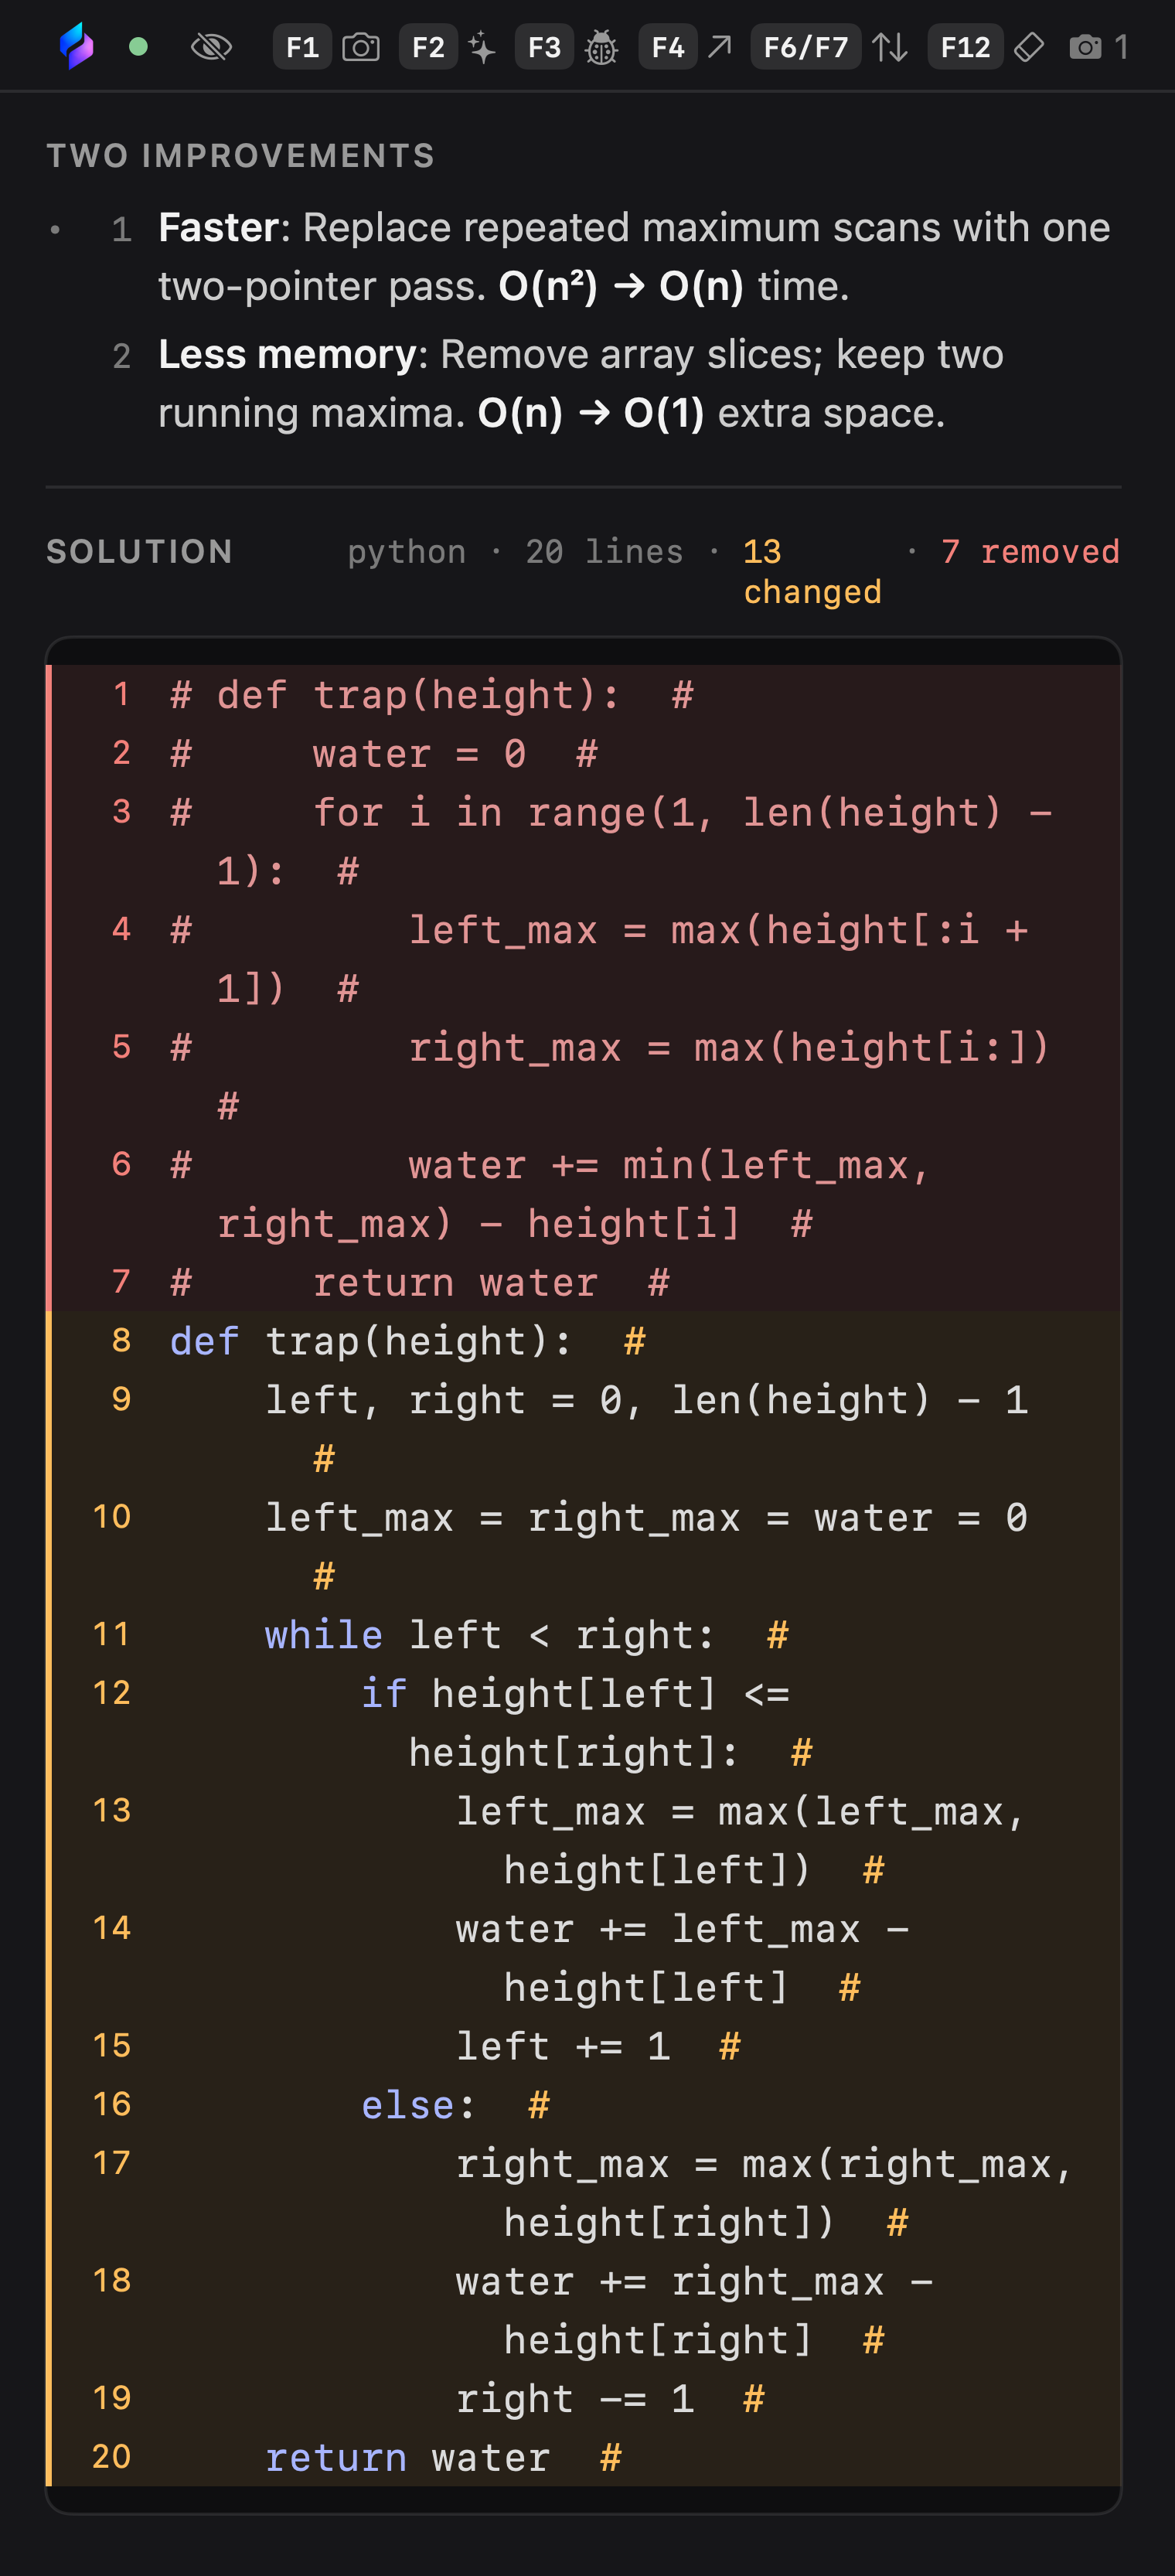 F1 F2 F3 F4 F6/F7 F12 1
TWO IMPROVEMENTS
• 1 Faster: Replace repeated maximum scans with one
two-pointer pass. O(n²) → O(n) time.
2 Less memory: Remove array slices; keep two
running maxima. O(n) → O(1) extra space.
SOLUTION python · 20 lines · 13 changed · 7 removed
1 # def trap(height):  #
2 #     water = 0  #
3 #     for i in range(1, len(height) -
1):  #
4 #         left_max = max(height[:i +
1])  #
5 #         right_max = max(height[i:])
#
6 #         water += min(left_max,
right_max) - height[i]  #
7 #     return water  #
8 def trap(height):  #
9     left, right = 0, len(height) - 1
#
10     left_max = right_max = water = 0
#
11     while left < right:  #
12         if height[left] <=
height[right]:  #
13             left_max = max(left_max,
height[left])  #
14             water += left_max -
height[left]  #
15             left += 1  #
16         else:  #
17             right_max = max(right_max,
height[right])  #
18             water += right_max -
height[right]  #
19             right -= 1  #
20     return water  #